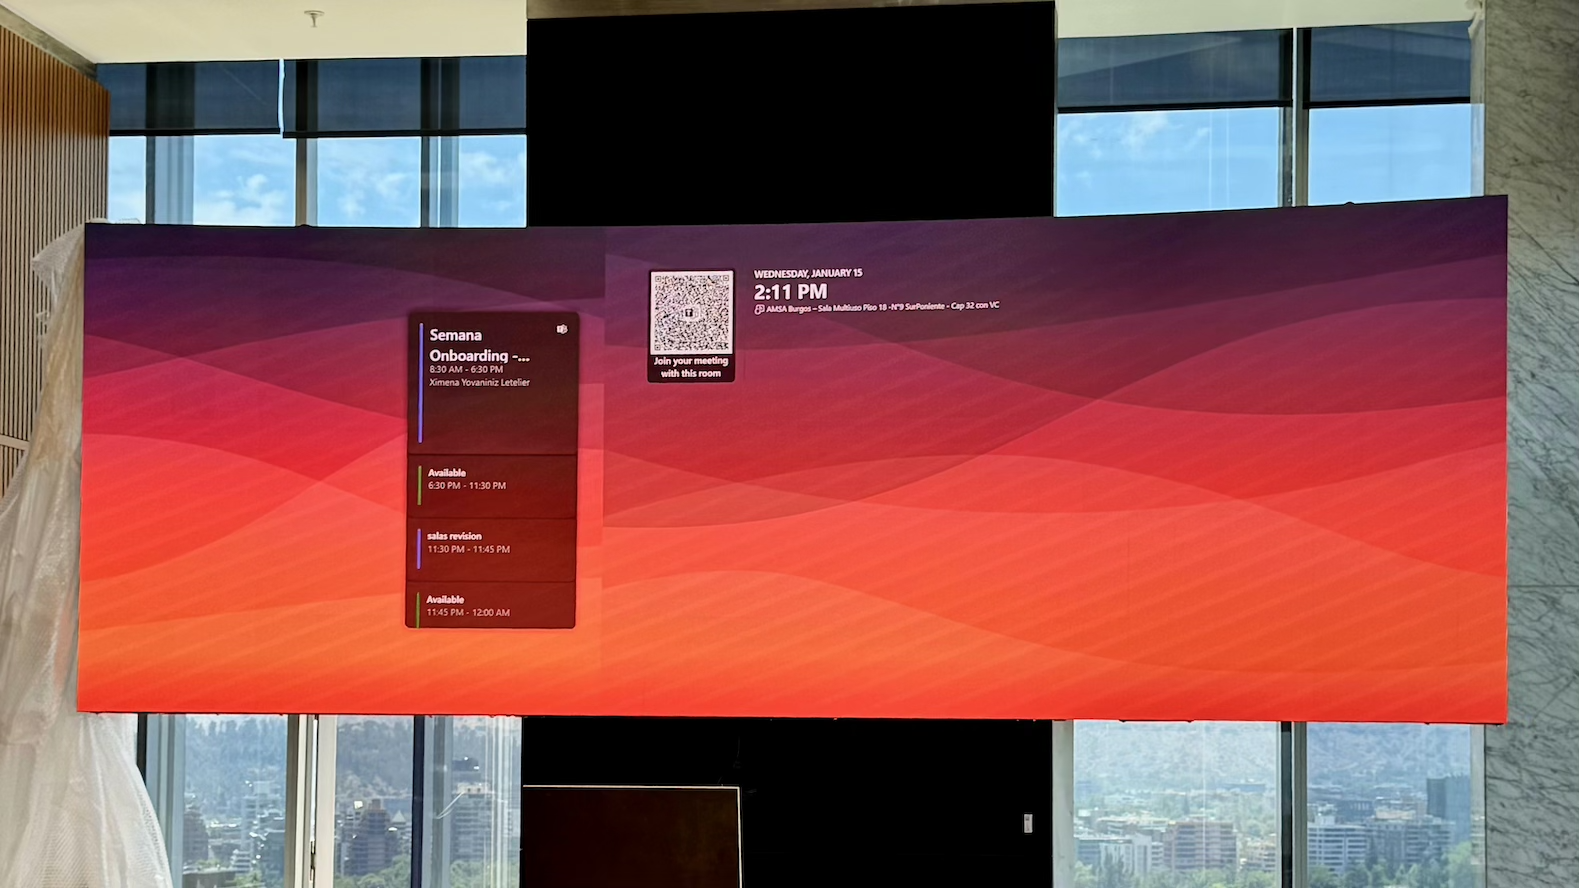 Semana
Onboarding -...
8:30 AM - 6:30 PM
Ximena Yovaniniz Letelier
Available
6:30 PM - 11:30 PM
salas revision
11:30 PM - 11:45 PM
Available
11:45 PM - 12:00 AM
Join your meeting
with this room
WEDNESDAY, JANUARY 15
2:11 PM
AMSA Burgos – Sala Multiuso Piso 18 -N°9 SurPoniente - Cap 32 con VC